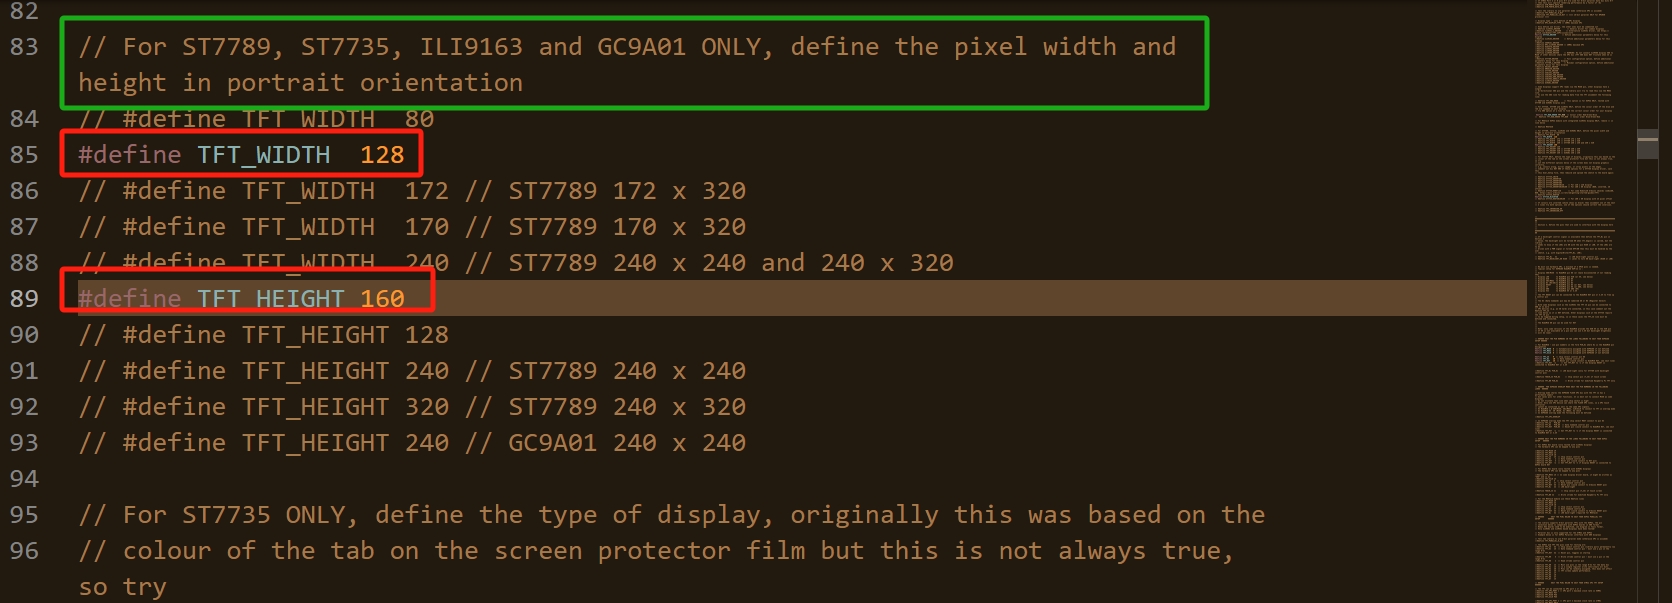 82
83 // For ST7789, ST7735, ILI9163 and GC9A01 ONLY, define the pixel width and
height in portrait orientation
84 // #define TFT_WIDTH  80
85 #define TFT_WIDTH  128
86 // #define TFT_WIDTH  172 // ST7789 172 x 320
87 // #define TFT_WIDTH  170 // ST7789 170 x 320
88 // #define TFT_WIDTH  240 // ST7789 240 x 240 and 240 x 320
89 #define TFT_HEIGHT 160
90 // #define TFT_HEIGHT 128
91 // #define TFT_HEIGHT 240 // ST7789 240 x 240
92 // #define TFT_HEIGHT 320 // ST7789 240 x 320
93 // #define TFT_HEIGHT 240 // GC9A01 240 x 240
94
95 // For ST7735 ONLY, define the type of display, originally this was based on the
96 // colour of the tab on the screen protector film but this is not always true,
so try